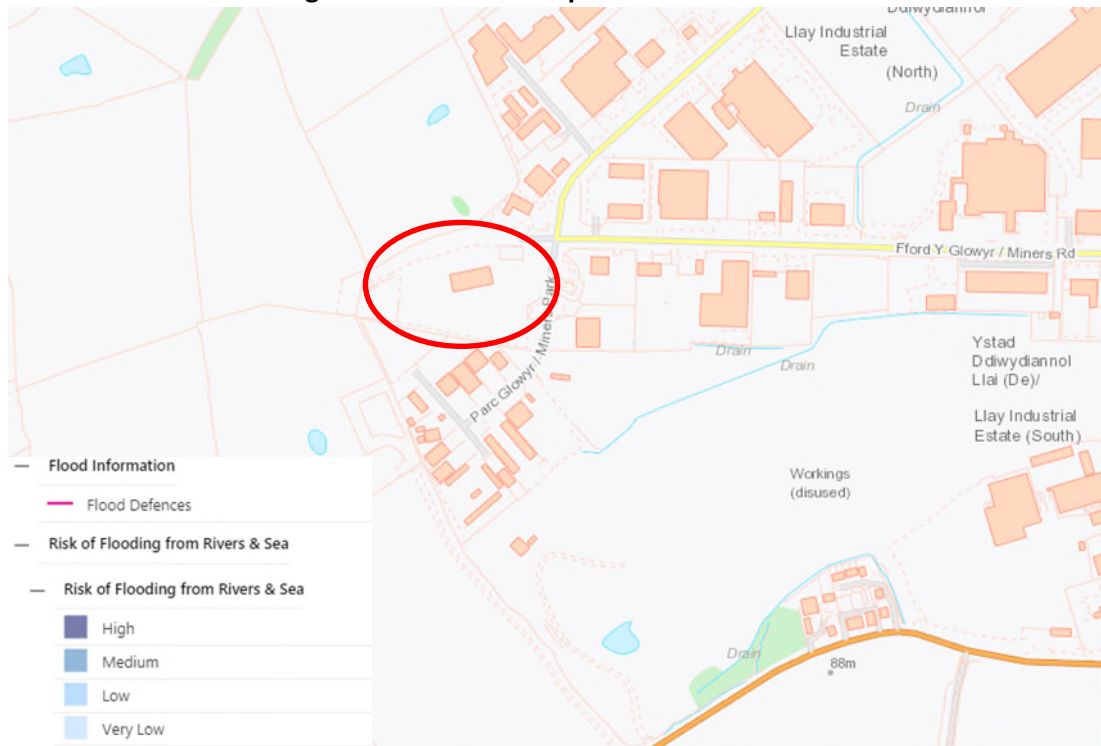 Ddiwydiannol
Llay Industrial
Estate
(North)
Drain
Fford Y Glowyr / Miners Rd
Parc Glowyr / Miners Park
Drain
Drain
Ystad
Ddiwydiannol
Llai (De)/
Llay Industrial
Estate (South)
Workings
(disused)
Drain
88m
Flood Information
Flood Defences
Risk of Flooding from Rivers & Sea
Risk of Flooding from Rivers & Sea
High
Medium
Low
Very Low